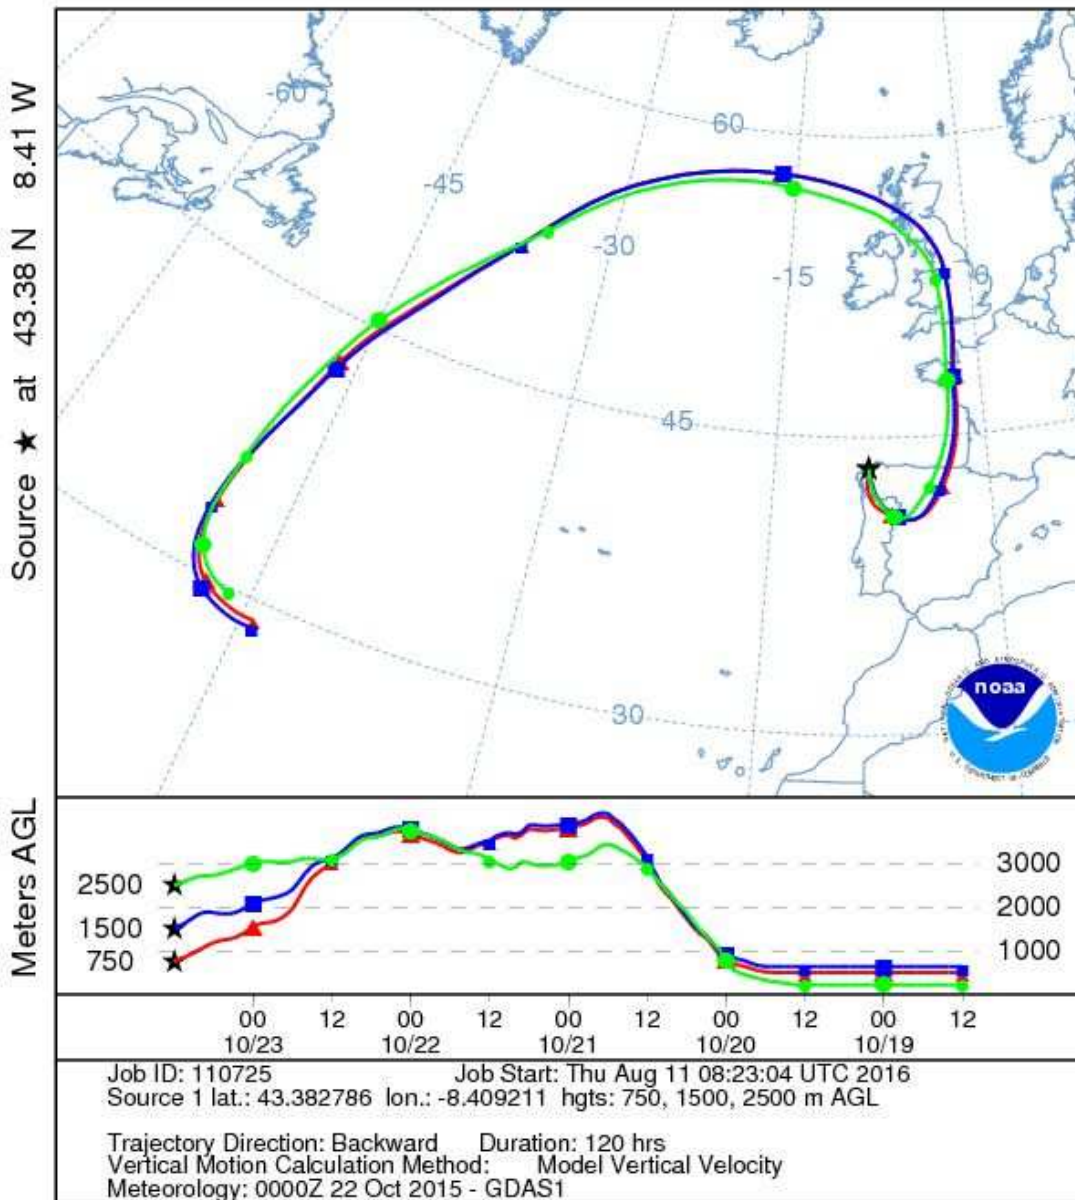 Source ★ at 43.38 N 8.41 W
-60
60
-45
-30
-15
0
45
30
noaa
Meters AGL
2500
1500
750
3000
2000
1000
00 12 00 12 00 12 00 12 00 12
10/23 10/22 10/21 10/20 10/19
Job ID: 110725 Job Start: Thu Aug 11 08:23:04 UTC 2016
Source 1 lat.: 43.382786 lon.: -8.409211 hgts: 750, 1500, 2500 m AGL
Trajectory Direction: Backward Duration: 120 hrs
Vertical Motion Calculation Method: Model Vertical Velocity
Meteorology: 0000Z 22 Oct 2015 - GDAS1